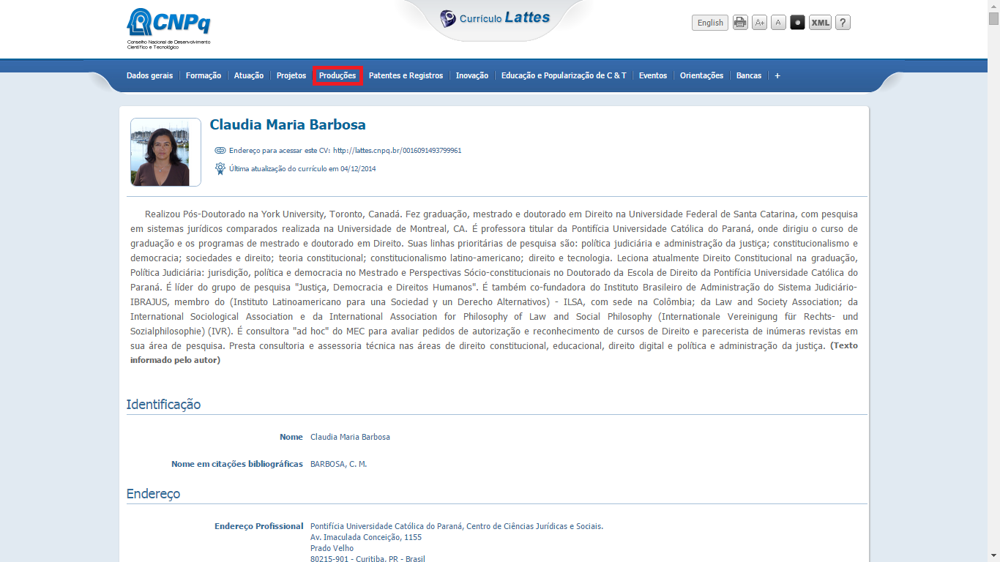 CNPq
Conselho Nacional de Desenvolvimento
Científico e Tecnológico
Currículo Lattes
English A+ A XML ?
Dados gerais Formação Atuação Projetos Produções Patentes e Registros Inovação Educação e Popularização de C & T Eventos Orientações Bancas +
Claudia Maria Barbosa
Endereço para acessar este CV: http://lattes.cnpq.br/0016091493799961
Última atualização do currículo em 04/12/2014
Realizou Pós-Doutorado na York University, Toronto, Canadá. Fez graduação, mestrado e doutorado em Direito na Universidade Federal de Santa Catarina, com pesquisa
em sistemas jurídicos comparados realizada na Universidade de Montreal, CA. É professora titular da Pontifícia Universidade Católica do Paraná, onde dirigiu o curso de
graduação e os programas de mestrado e doutorado em Direito. Suas linhas prioritárias de pesquisa são: política judiciária e administração da justiça; constitucionalismo e
democracia; sociedades e direito; teoria constitucional; constitucionalismo latino-americano; direito e tecnologia. Leciona atualmente Direito Constitucional na graduação,
Política Judiciária: jurisdição, política e democracia no Mestrado e Perspectivas Sócio-constitucionais no Doutorado da Escola de Direito da Pontifícia Universidade Católica do
Paraná. É líder do grupo de pesquisa "Justiça, Democracia e Direitos Humanos". É também co-fundadora do Instituto Brasileiro de Administração do Sistema Judiciário-
IBRAJUS, membro do (Instituto Latinoamericano para una Sociedad y un Derecho Alternativos) - ILSA, com sede na Colômbia; da Law and Society Association; da
International Sociological Association e da International Association for Philosophy of Law and Social Philosophy (Internationale Vereinigung für Rechts- und
Sozialphilosophie) (IVR). É consultora "ad hoc" do MEC para avaliar pedidos de autorização e reconhecimento de cursos de Direito e parecerista de inúmeras revistas em
sua área de pesquisa. Presta consultoria e assessoria técnica nas áreas de direito constitucional, educacional, direito digital e política e administração da justiça. (Texto
informado pelo autor)
Identificação
Nome Claudia Maria Barbosa
Nome em citações bibliográficas BARBOSA, C. M.
Endereço
Endereço Profissional Pontifícia Universidade Católica do Paraná, Centro de Ciências Jurídicas e Sociais.
Av. Imaculada Conceição, 1155
Prado Velho
80215-901 - Curitiba, PR - Brasil